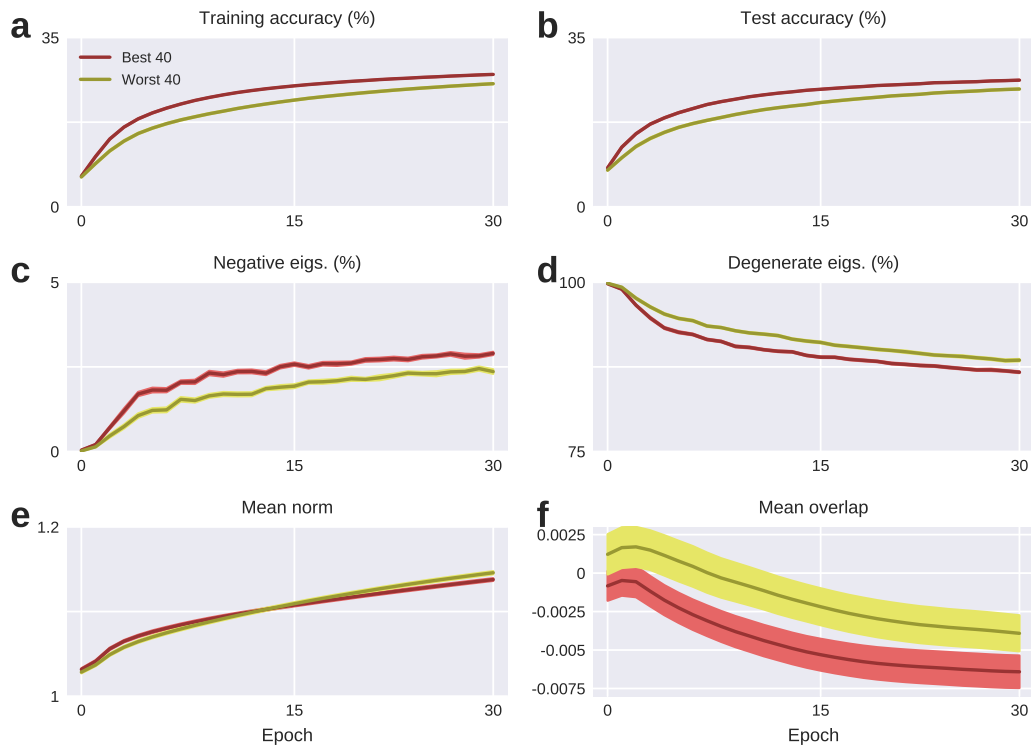 a
Training accuracy (%)
35
Best 40
Worst 40
0
0
15
30
b
Test accuracy (%)
35
0
0
15
30
c
Negative eigs. (%)
5
0
0
15
30
d
Degenerate eigs. (%)
100
75
0
15
30
e
Mean norm
1.2
1
0
15
30
Epoch
f
Mean overlap
0.0025
0
-0.0025
-0.005
-0.0075
0
15
30
Epoch